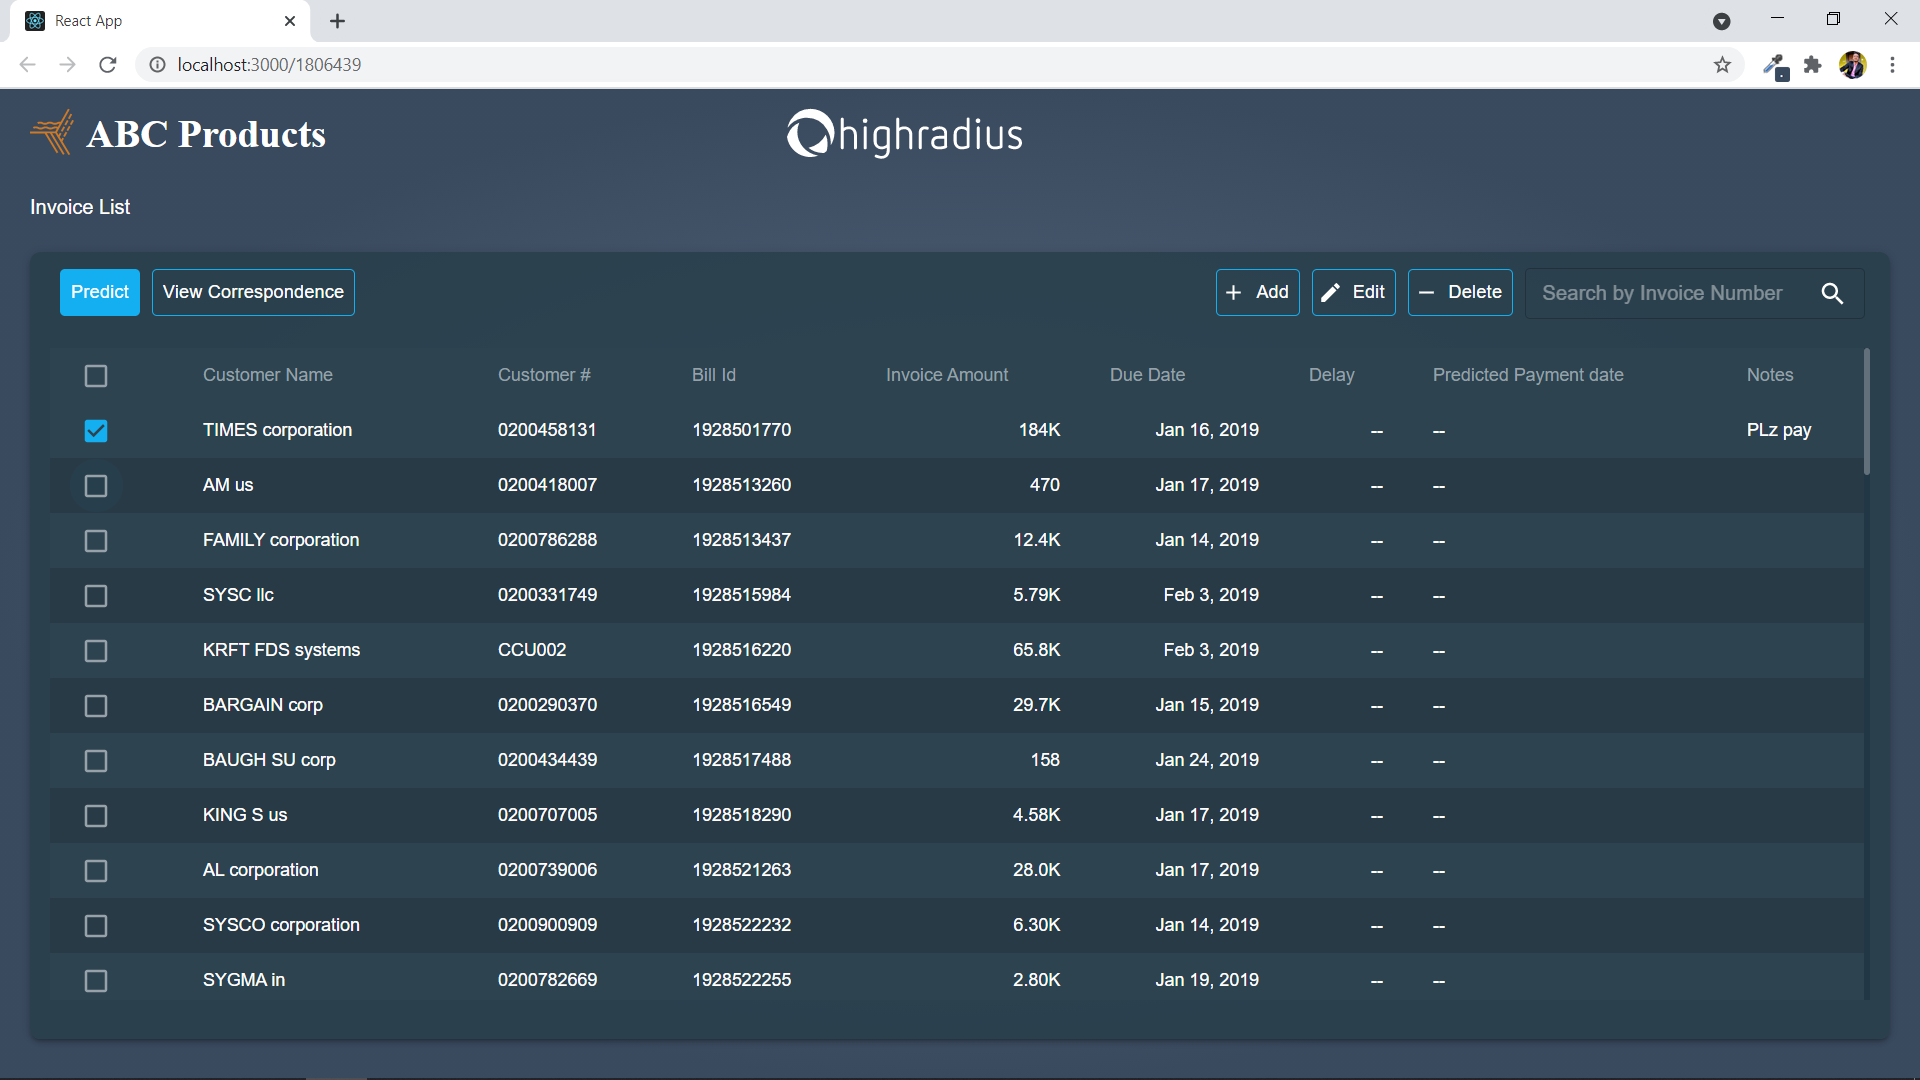 React App
localhost:3000/1806439
ABC Products
highradius
Invoice List
Predict View Correspondence Add Edit Delete Search by Invoice Number
Customer Name Customer # Bill Id Invoice Amount Due Date Delay Predicted Payment date Notes
TIMES corporation 0200458131 1928501770 184K Jan 16, 2019 -- -- PLz pay
AM us 0200418007 1928513260 470 Jan 17, 2019 -- --
FAMILY corporation 0200786288 1928513437 12.4K Jan 14, 2019 -- --
SYSC llc 0200331749 1928515984 5.79K Feb 3, 2019 -- --
KRFT FDS systems CCU002 1928516220 65.8K Feb 3, 2019 -- --
BARGAIN corp 0200290370 1928516549 29.7K Jan 15, 2019 -- --
BAUGH SU corp 0200434439 1928517488 158 Jan 24, 2019 -- --
KING S us 0200707005 1928518290 4.58K Jan 17, 2019 -- --
AL corporation 0200739006 1928521263 28.0K Jan 17, 2019 -- --
SYSCO corporation 0200900909 1928522232 6.30K Jan 14, 2019 -- --
SYGMA in 0200782669 1928522255 2.80K Jan 19, 2019 -- --